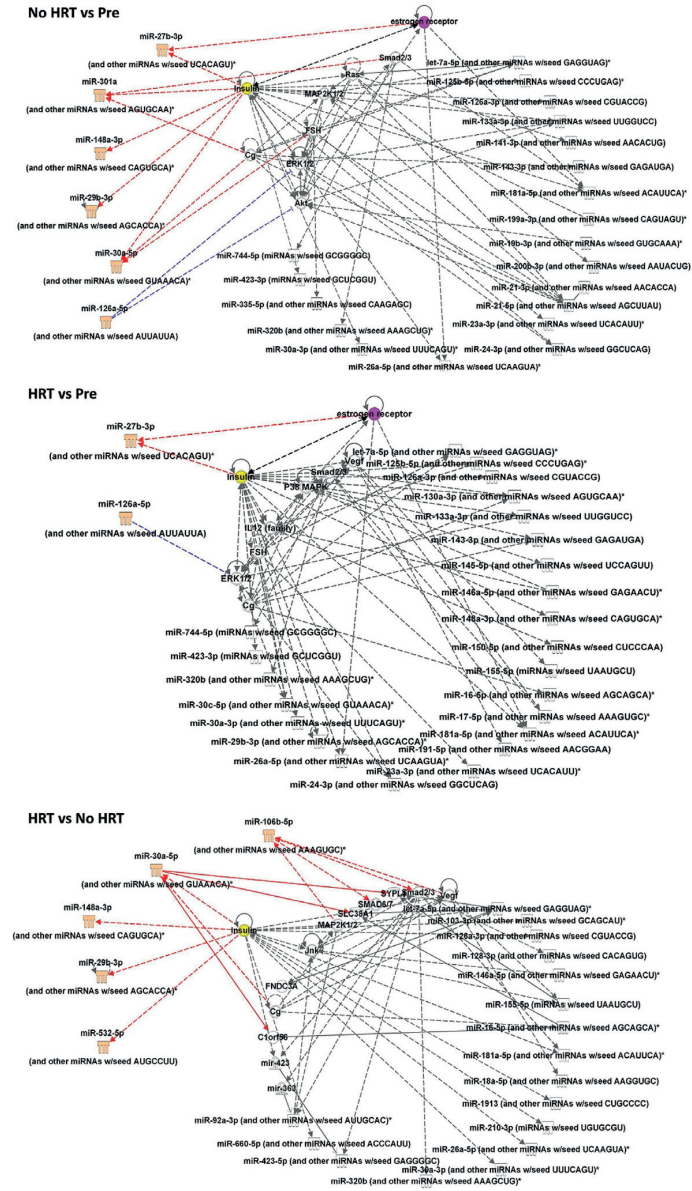 No HRT vs Pre
estrogen receptor
miR-27b-3p
(and other miRNAs w/seed UCACAGU)*
Smad2/3
let-7a-5p (and other miRNAs w/seed GAGGUAG)*
miR-301a
Ras
miR-125b-5p (and other miRNAs w/seed CCCUGAG)*
Insulin
MAP2K1/2
miR-126a-3p (and other miRNAs w/seed CGUACCG)
(and other miRNAs w/seed AGUGCAA)*
miR-133a-3p (and other miRNAs w/seed UUGGUCC)
FSH
miR-141-3p (and other miRNAs w/seed AACACUG)
miR-148a-3p
Cg
ERK1/2
miR-143-3p (and other miRNAs w/seed GAGAUGA)
(and other miRNAs w/seed CAGUGCA)*
miR-181a-5p (and other miRNAs w/seed ACAUUCA)*
miR-29b-3p
Akt
miR-199a-3p (and other miRNAs w/seed CAGUAGU)*
(and other miRNAs w/seed AGCACCA)*
miR-19b-3p (and other miRNAs w/seed GUGCAAA)*
miR-30a-5p
miR-744-5p (miRNAs w/seed GCGGGGC)
miR-200b-3p (and other miRNAs w/seed AAUACUG)
(and other miRNAs w/seed GUAAACA)*
miR-423-3p (miRNAs w/seed GCUCGGU)
miR-21-3p (and other miRNAs w/seed AACACCA)
miR-126a-5p
miR-335-5p (and other miRNAs w/seed CAAGAGC)
miR-21-5p (and other miRNAs w/seed AGCUUAU)
(and other miRNAs w/seed AUUAUUA)
miR-320b (and other miRNAs w/seed AAAGCUG)*
miR-23a-3p (and other miRNAs w/seed UCACAUU)*
miR-30a-3p (and other miRNAs w/seed UUUCAGU)*
miR-24-3p (and other miRNAs w/seed GGCUCAG)
miR-26a-5p (and other miRNAs w/seed UCAAGUA)*
HRT vs Pre
estrogen receptor
miR-27b-3p
(and other miRNAs w/seed UCACAGU)*
let-7a-5p (and other miRNAs w/seed GAGGUAG)*
Vegf
miR-125b-5p (and other miRNAs w/seed CCCUGAG)*
Insulin
Smad2/3
miR-126a-3p (and other miRNAs w/seed CGUACCG)
P38 MAPK
miR-130a-3p (and other miRNAs w/seed AGUGCAA)*
miR-126a-5p
miR-133a-3p (and other miRNAs w/seed UUGGUCC)
(and other miRNAs w/seed AUUAUUA)
IL12 (family)
miR-143-3p (and other miRNAs w/seed GAGAUGA)
FSH
miR-145-5p (and other miRNAs w/seed UCCAGUU)
ERK1/2
miR-146a-5p (and other miRNAs w/seed GAGAACU)*
Cg
miR-148a-3p (and other miRNAs w/seed CAGUGCA)*
miR-744-5p (miRNAs w/seed GCGGGGC)
miR-150-5p (and other miRNAs w/seed CUCCCAA)
miR-423-3p (miRNAs w/seed GCUCGGU)
miR-155-5p (miRNAs w/seed UAAUGCU)
miR-320b (and other miRNAs w/seed AAAGCUG)*
miR-16-5p (and other miRNAs w/seed AGCAGCA)*
miR-30c-5p (and other miRNAs w/seed GUAAACA)*
miR-17-5p (and other miRNAs w/seed AAAGUGC)*
miR-30a-3p (and other miRNAs w/seed UUUCAGU)*
miR-181a-5p (and other miRNAs w/seed ACAUUCA)*
miR-29b-3p (and other miRNAs w/seed AGCACCA)*
miR-191-5p (and other miRNAs w/seed AACGGAA)
miR-26a-5p (and other miRNAs w/seed UCAAGUA)*
miR-23a-3p (and other miRNAs w/seed UCACAUU)*
miR-24-3p (and other miRNAs w/seed GGCUCAG)
HRT vs No HRT
miR-106b-5p
(and other miRNAs w/seed AAAGUGC)*
miR-30a-5p
(and other miRNAs w/seed GUAAACA)*
SYPL1
Smad2/3
Vegf
miR-148a-3p
SMAD6/7
let-7a-5p (and other miRNAs w/seed GAGGUAG)*
SLC38A1
miR-103-3p (and other miRNAs w/seed GCAGCAU)*
(and other miRNAs w/seed CAGUGCA)*
Insulin
MAP2K1/2
miR-126a-3p (and other miRNAs w/seed CGUACCG)
Jnk
miR-128-3p (and other miRNAs w/seed CACAGUG)
miR-29b-3p
miR-146a-5p (and other miRNAs w/seed GAGAACU)*
(and other miRNAs w/seed AGCACCA)*
FNDC3A
miR-155-5p (miRNAs w/seed UAAUGCU)
Cg
miR-16-5p (and other miRNAs w/seed AGCAGCA)*
miR-532-5p
C1orf56
(and other miRNAs w/seed AUGCCUU)
miR-181a-5p (and other miRNAs w/seed ACAUUCA)*
mir-423
miR-18a-5p (and other miRNAs w/seed AAGGUGC)
mir-363
miR-1913 (and other miRNAs w/seed CUGCCCC)
miR-92a-3p (and other miRNAs w/seed AUUGCAC)*
miR-210-3p (miRNAs w/seed UGUGCGU)
miR-660-5p (and other miRNAs w/seed ACCCAUU)
miR-26a-5p (and other miRNAs w/seed UCAAGUA)*
miR-423-5p (and other miRNAs w/seed GAGGGGC)
miR-30a-3p (and other miRNAs w/seed UUUCAGU)*
miR-320b (and other miRNAs w/seed AAAGCUG)*